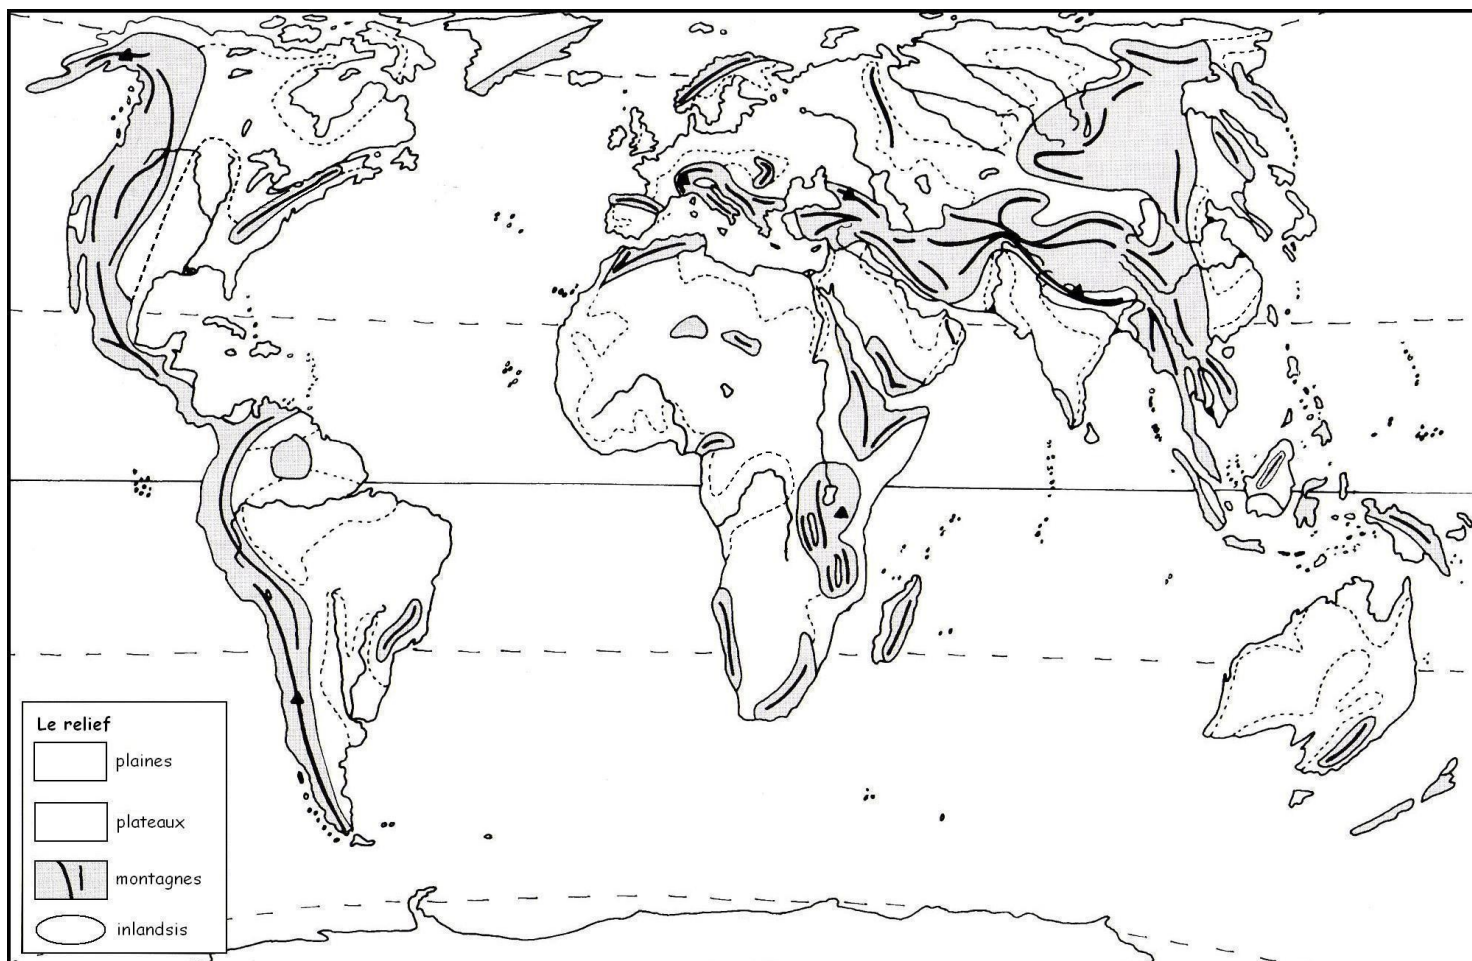 Le relief
plaines
plateaux
montagnes
inlandsis